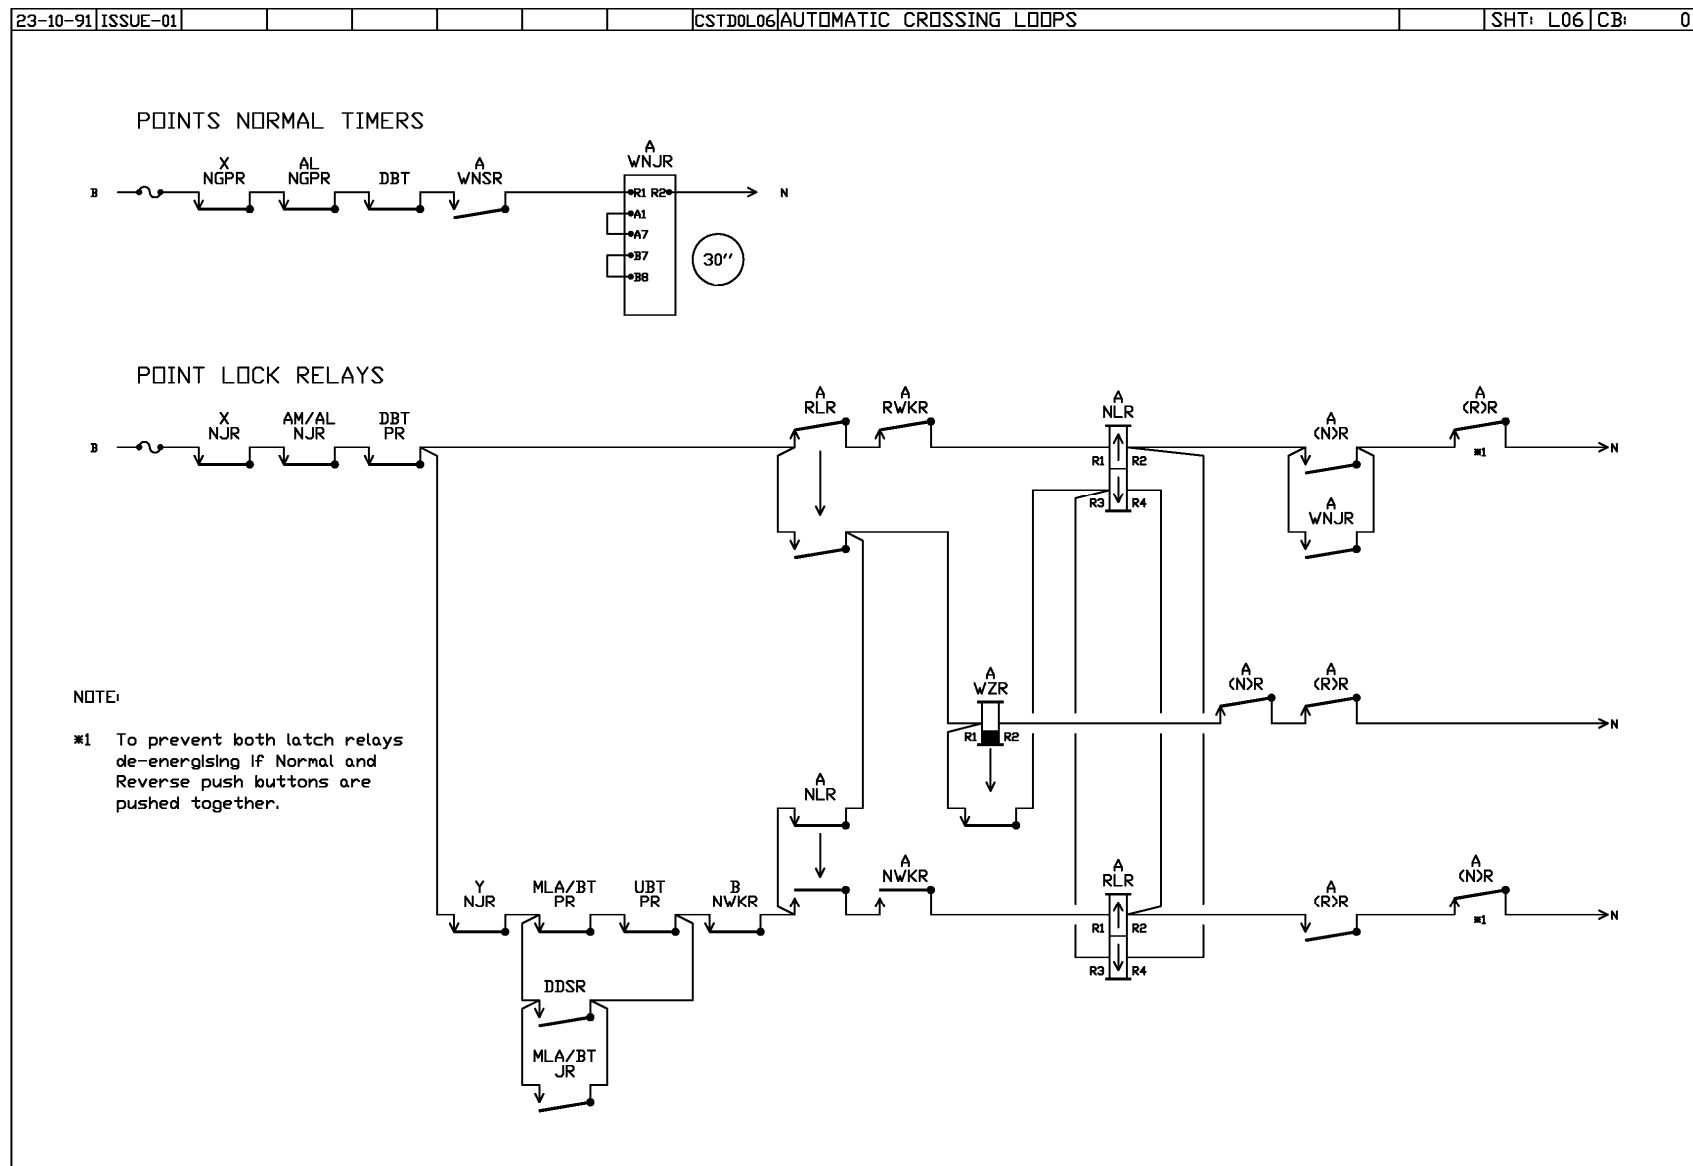 23-10-91 ISSUE-01 CSTD0L06 AUTOMATIC CROSSING LOOPS SHT: L06 CB: 0
POINTS NORMAL TIMERS
X
NGPR
AL
NGPR
DBT
A
WNSR
A
WNJR
B
R1 R2
N
A1
A7
B7
B8
30''
POINT LOCK RELAYS
X
NJR
AM/AL
NJR
DBT
PR
A
RLR
A
RWKR
A
NLR
A
(N)R
A
(R)R
B
R1 R2
*1
N
R3 R4
A
WNJR
A
WZR
A
(N)R
A
(R)R
R1 R2
N
NOTE:
*1 To prevent both latch relays
de-energising if Normal and
Reverse push buttons are
pushed together.
A
NLR
Y
NJR
MLA/BT
PR
UBT
PR
B
NWKR
A
NWKR
A
RLR
A
(R)R
A
(N)R
R1 R2
*1
N
R3 R4
DDSR
MLA/BT
JR